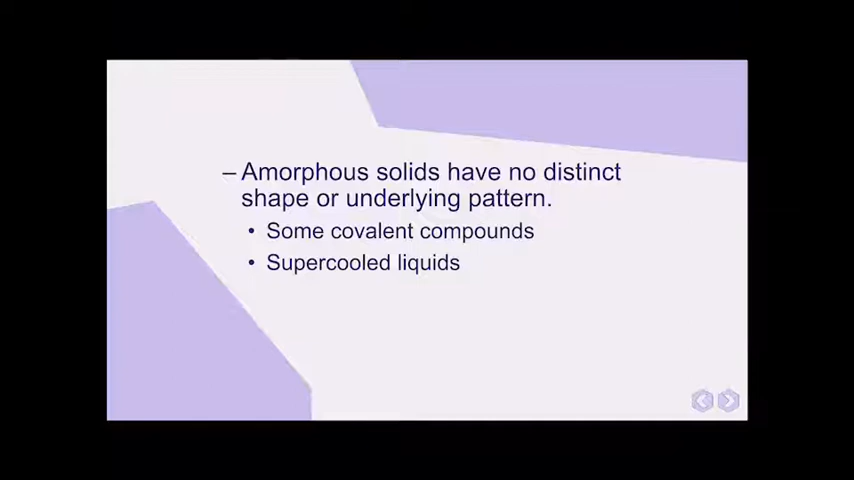 – Amorphous solids have no distinct
shape or underlying pattern.
• Some covalent compounds
• Supercooled liquids